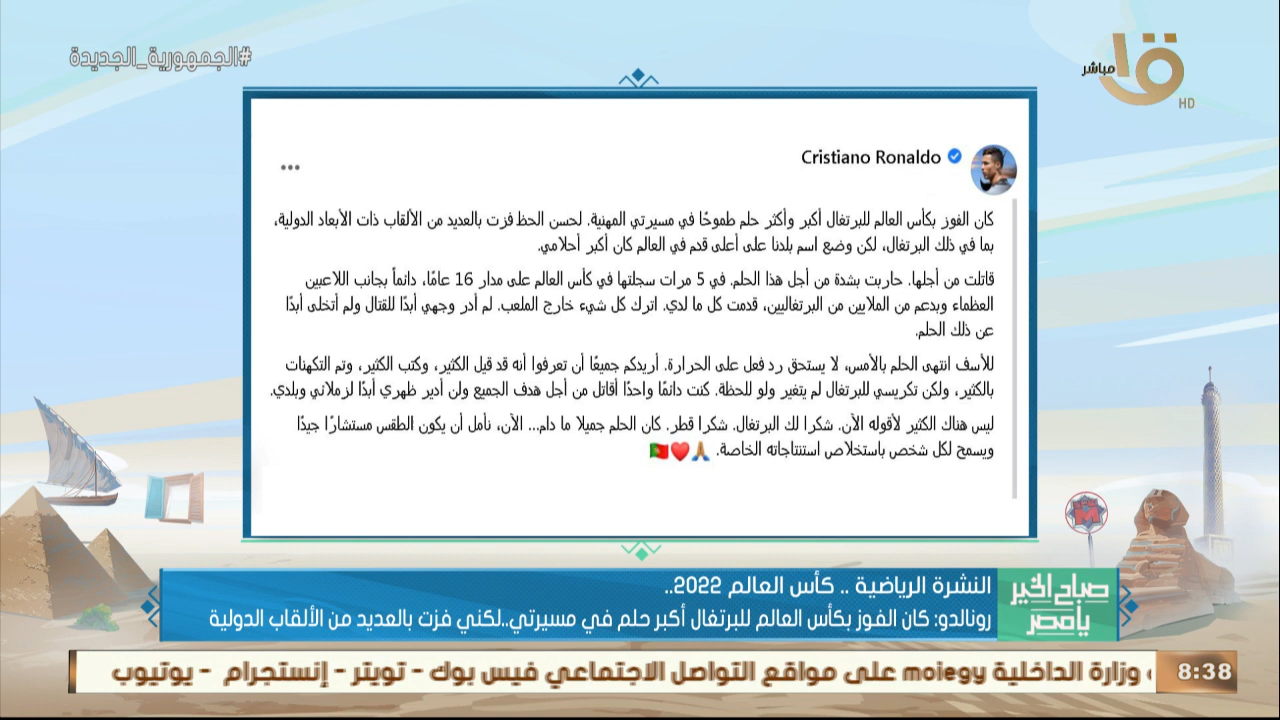 #الجمهورية_الجديدة
مباشر
HD
Cristiano Ronaldo
كان الفوز بكأس العالم للبرتغال أكبر وأكثر حلم طموحًا في مسيرتي المهنية. لحسن الحظ فزت بالعديد من الألقاب ذات الأبعاد الدولية،
بما في ذلك البرتغال، لكن وضع اسم بلدنا على أعلى قدم في العالم كان أكبر أحلامي.
قاتلت من أجلها. حاربت بشدة من أجل هذا الحلم. في 5 مرات سجلتها في كأس العالم على مدار 16 عامًا، دائماً بجانب اللاعبين
العظماء وبدعم من الملايين من البرتغاليين، قدمت كل ما لدي. اترك كل شيء خارج الملعب. لم أدر وجهي أبدًا للقتال ولم أتخلى أبدًا
عن ذلك الحلم.
للأسف انتهى الحلم بالأمس، لا يستحق رد فعل على الحرارة. أريدكم جميعًا أن تعرفوا أنه قد قيل الكثير، وكتب الكثير، وتم التكهنات
بالكثير، ولكن تكريسي للبرتغال لم يتغير ولو للحظة. كنت دائمًا واحدًا أقاتل من أجل هدف الجميع ولن أدير ظهري أبدًا لزملائي وبلدي.
ليس هناك الكثير لأقوله الآن. شكرا لك البرتغال. شكرا قطر. كان الحلم جميلا ما دام... الآن، نأمل أن يكون الطقس مستشارًا جيدًا
ويسمح لكل شخص باستخلاص استنتاجاته الخاصة. 🙏❤️🇵🇹
صباح الخير
يا مصر
النشرة الرياضية .. كأس العالم 2022..
رونالدو: كان الفوز بكأس العالم للبرتغال أكبر حلم في مسيرتي..لكني فزت بالعديد من الألقاب الدولية
وزارة الداخلية moiegy على مواقع التواصل الاجتماعي فيس بوك - تويتر - إنستجرام - يوتيوب
8:38